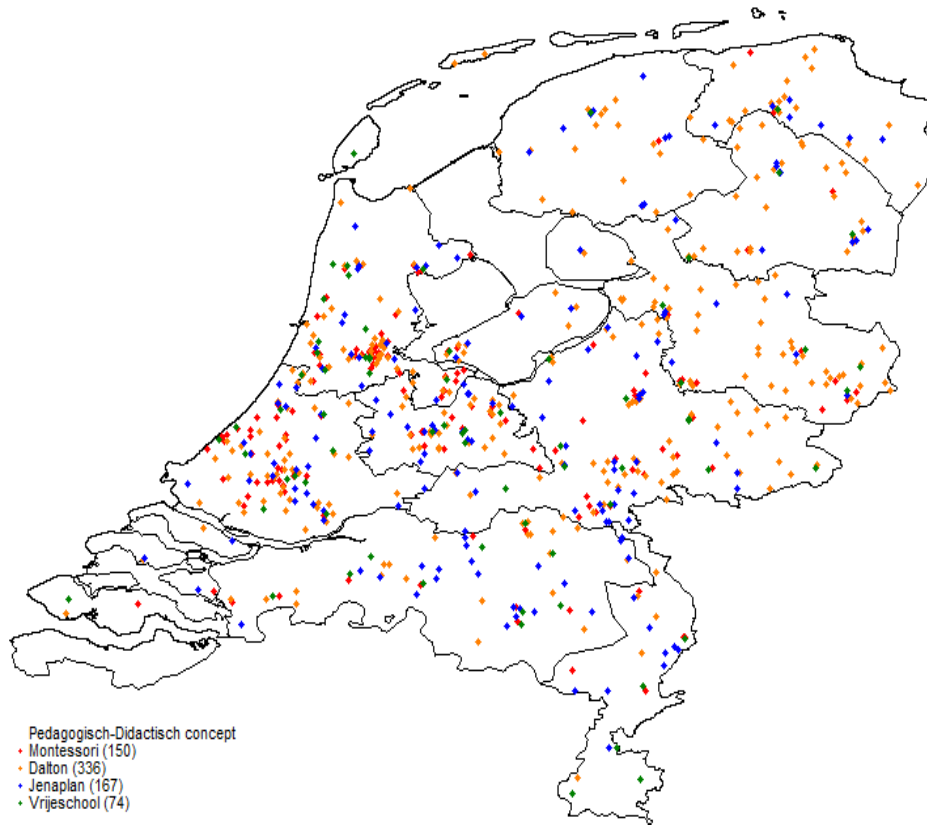 Pedagogisch-Didactisch concept
Montessori (150)
Dalton (336)
Jenaplan (167)
Vrijeschool (74)